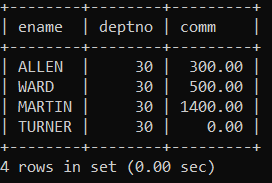 +--------+--------+---------+
| ename  | deptno | comm    |
+--------+--------+---------+
| ALLEN  |     30 |  300.00 |
| WARD   |     30 |  500.00 |
| MARTIN |     30 | 1400.00 |
| TURNER |     30 |    0.00 |
+--------+--------+---------+
4 rows in set (0.00 sec)